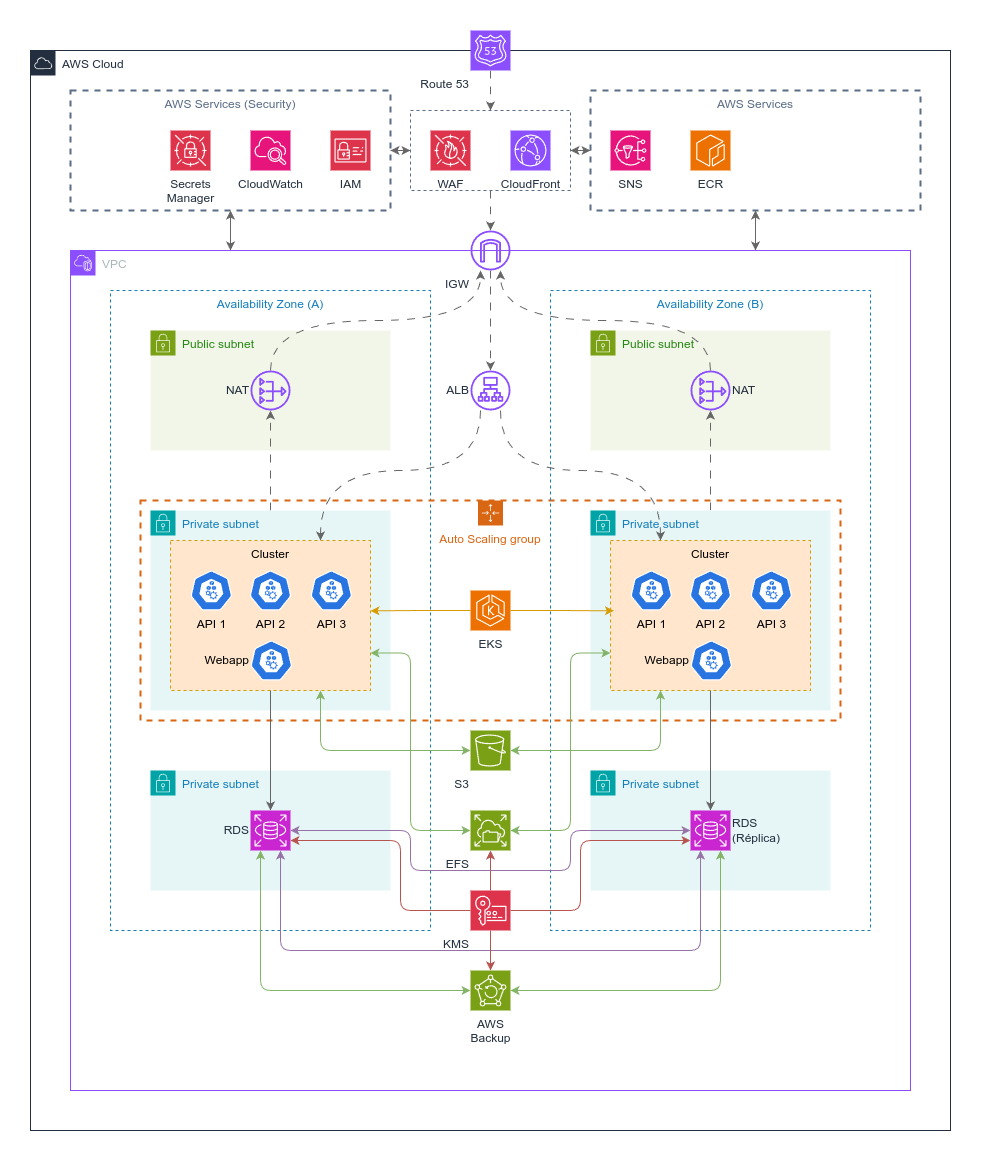 53
AWS Cloud
Route 53
AWS Services (Security)
AWS Services
Secrets
Manager
CloudWatch
IAM
WAF
CloudFront
SNS
ECR
VPC
IGW
Availability Zone (A)
Availability Zone (B)
Public subnet
Public subnet
NAT
ALB
NAT
Private subnet
Auto Scaling group
Private subnet
Cluster
Cluster
API 1
API 2
API 3
API 1
API 2
API 3
K
EKS
Webapp
Webapp
S3
Private subnet
Private subnet
RDS
RDS
(Réplica)
EFS
KMS
AWS
Backup